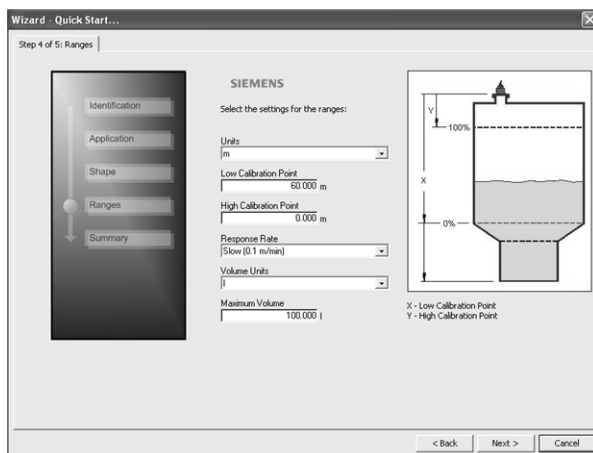 Wizard - Quick Start...
Step 4 of 5: Ranges
Identification
Application
Shape
Ranges
Summary
SIEMENS
Select the settings for the ranges:
Units
m
Low Calibration Point
60.000 m
High Calibration Point
0.000 m
Response Rate
Slow (0.1 m/min)
Volume Units
l
Maximum Volume
100.000 l
Y
100%
X
0%
X - Low Calibration Point
Y - High Calibration Point
< Back
Next >
Cancel